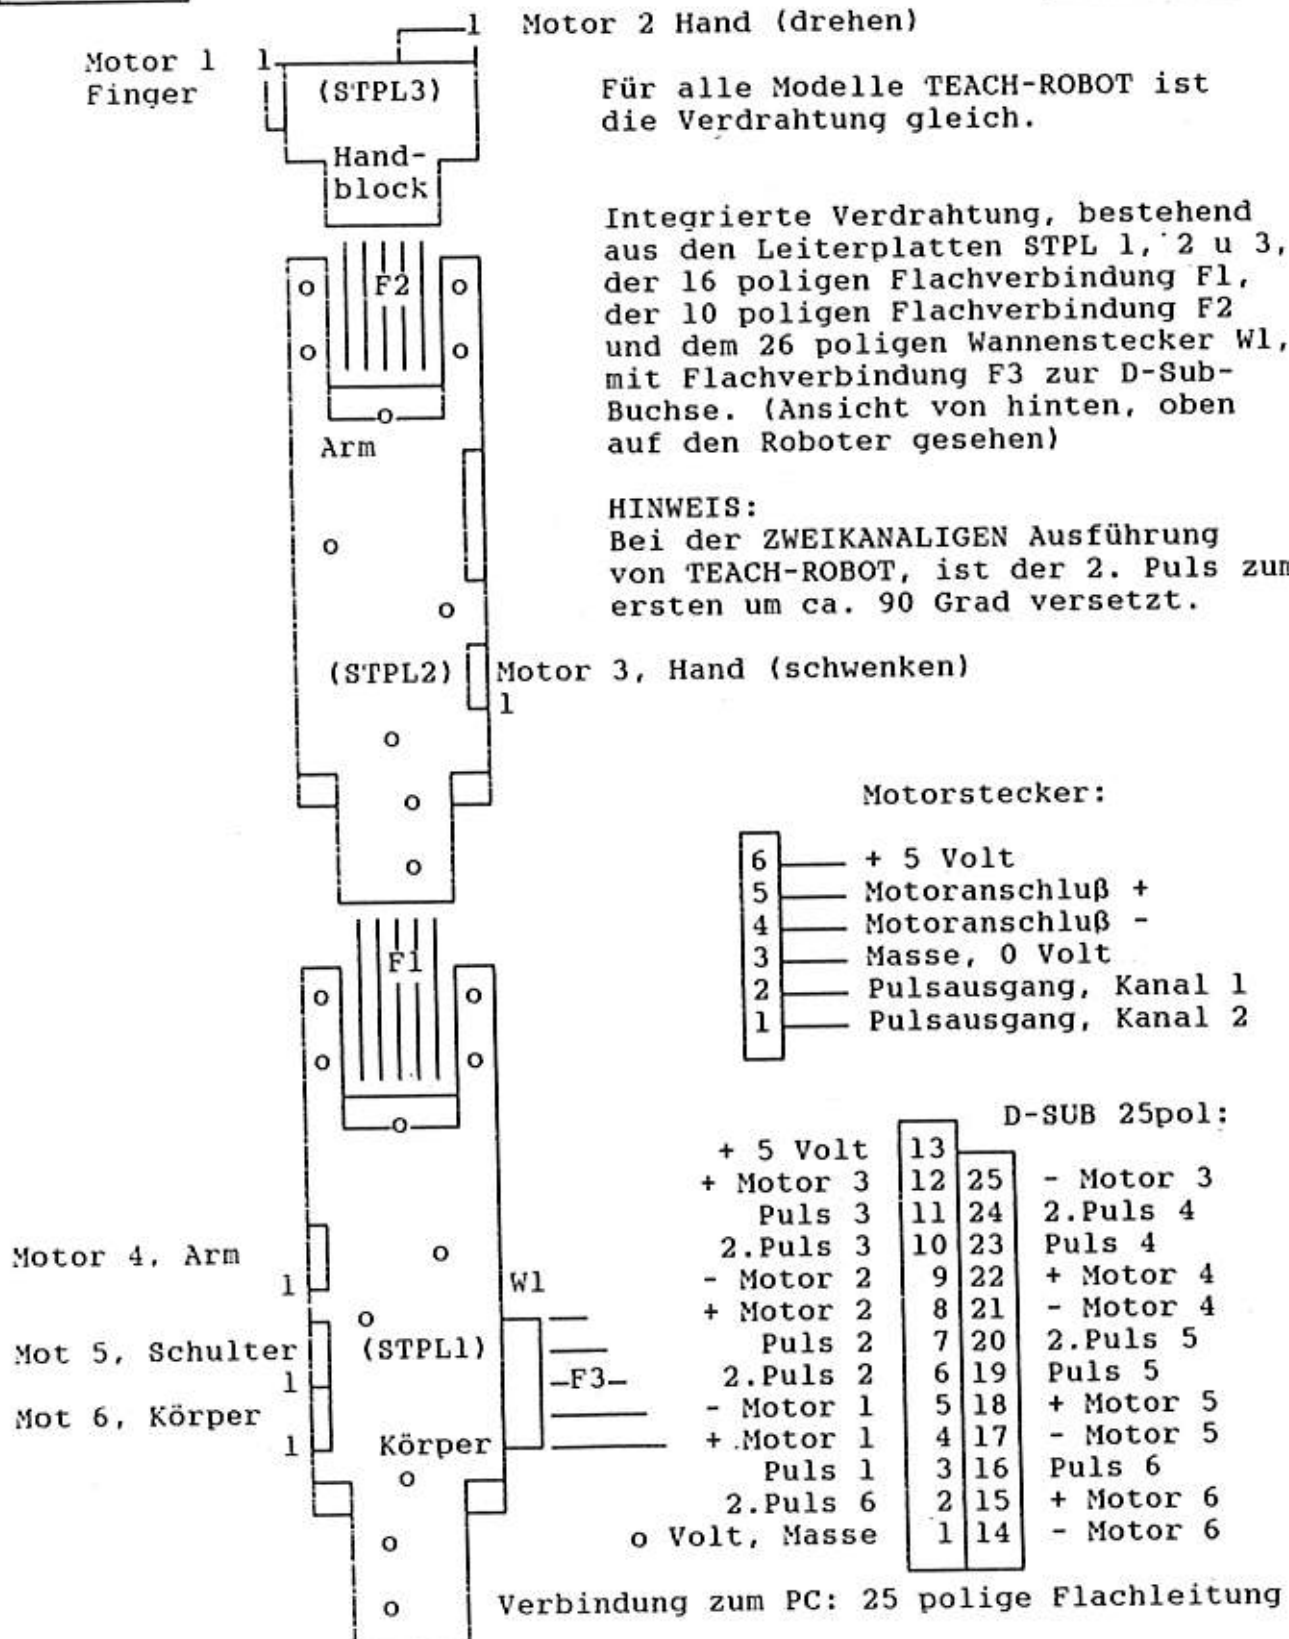 Motor 2 Hand (drehen)
1
Motor 1
Finger
1
(STPL3)
Hand-
block
Für alle Modelle TEACH-ROBOT ist
die Verdrahtung gleich.
Integrierte Verdrahtung, bestehend
aus den Leiterplatten STPL 1, 2 u 3,
der 16 poligen Flachverbindung F1,
der 10 poligen Flachverbindung F2
und dem 26 poligen Wannenstecker W1,
mit Flachverbindung F3 zur D-Sub-
Buchse. (Ansicht von hinten, oben
auf den Roboter gesehen)
F2
Arm
HINWEIS:
Bei der ZWEIKANALIGEN Ausführung
von TEACH-ROBOT, ist der 2. Puls zum
ersten um ca. 90 Grad versetzt.
(STPL2)
Motor 3, Hand (schwenken)
1
Motorstecker:
6 + 5 Volt
5 Motoranschluß +
4 Motoranschluß -
3 Masse, 0 Volt
2 Pulsausgang, Kanal 1
1 Pulsausgang, Kanal 2
F1
Motor 4, Arm
1
Mot 5, Schulter
1
Mot 6, Körper
1
(STPL1)
Körper
W1
F3
D-SUB 25pol:
+ 5 Volt 13
+ Motor 3 12 25 - Motor 3
Puls 3 11 24 2.Puls 4
2.Puls 3 10 23 Puls 4
- Motor 2 9 22 + Motor 4
+ Motor 2 8 21 - Motor 4
Puls 2 7 20 2.Puls 5
2.Puls 2 6 19 Puls 5
- Motor 1 5 18 + Motor 5
+ Motor 1 4 17 - Motor 5
Puls 1 3 16 Puls 6
2.Puls 6 2 15 + Motor 6
o Volt, Masse 1 14 - Motor 6
Verbindung zum PC: 25 polige Flachleitung